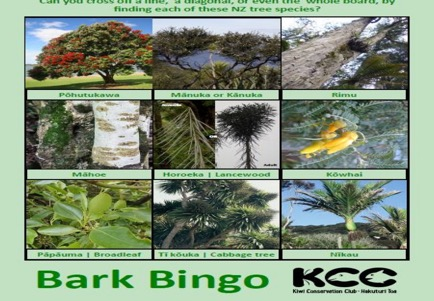 Can you cross off a line, a diagonal, or even the whole board, by
finding each of these NZ tree species?
Pōhutukawa
Mānuka or Kānuka
Rimu
Māhoe
Horoeka | Lancewood
Kōwhai
Pāpāuma | Broadleaf
Tī kōuka | Cabbage tree
Nīkau
Bark Bingo
KCC
Kiwi Conservation Club · Hakuturi Toa